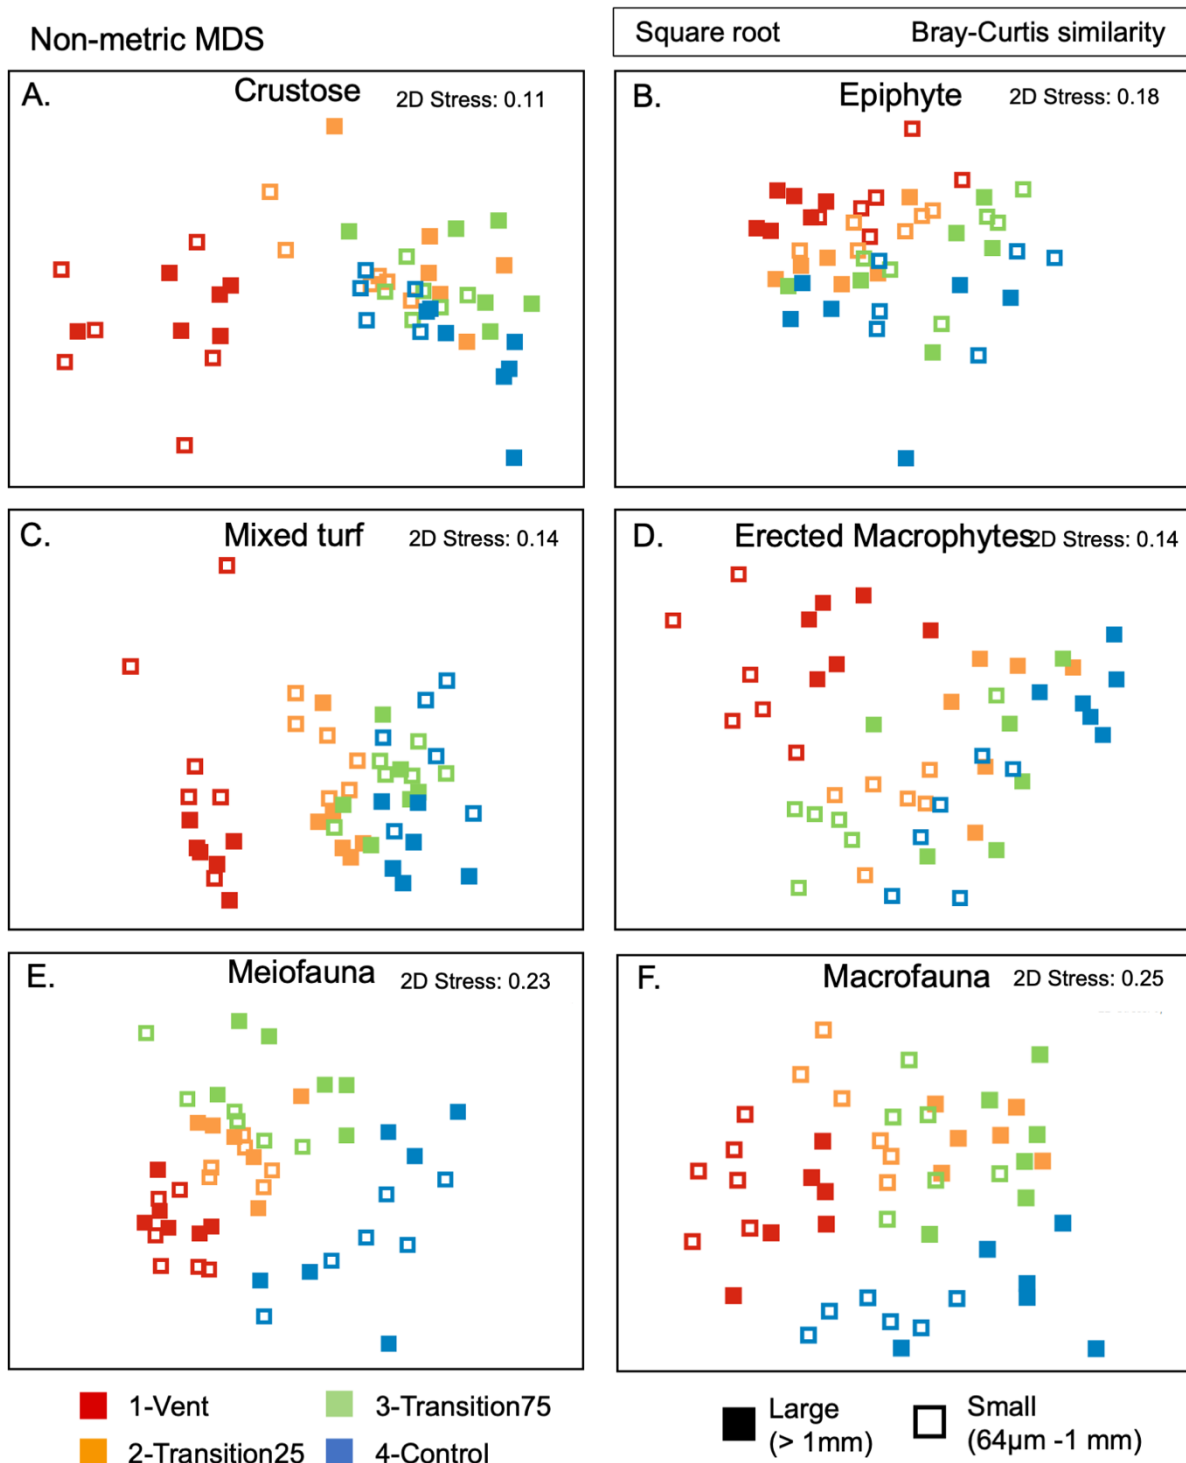 Non-metric MDS
Square root Bray-Curtis similarity
A. Crustose 2D Stress: 0.11
B. Epiphyte 2D Stress: 0.18
C. Mixed turf 2D Stress: 0.14
D. Erected Macrophytes 2D Stress: 0.14
E. Meiofauna 2D Stress: 0.23
F. Macrofauna 2D Stress: 0.25
1-Vent 3-Transition75
2-Transition25 4-Control
Large
(> 1mm)
Small
(64µm -1 mm)